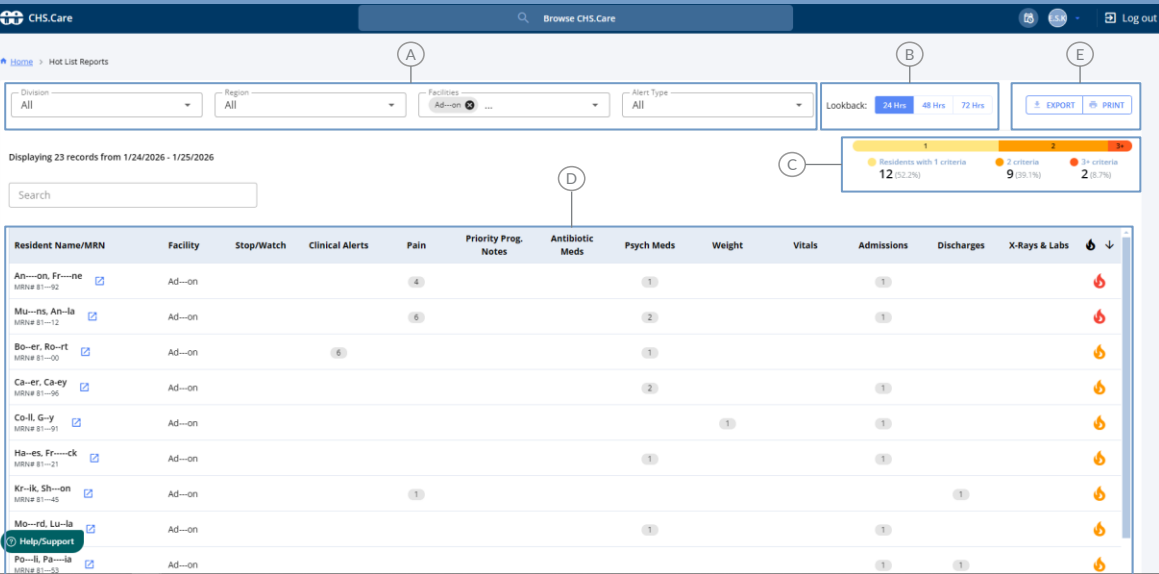 CHS.Care
Browse CHS.Care
E.S.K
Log out
Home > Hot List Reports
A
B
E
Division
All
Region
All
Facilities
Ad---on
...
Alert Type
All
Lookback:
24 Hrs
48 Hrs
72 Hrs
EXPORT
PRINT
Displaying 23 records from 1/24/2026 - 1/25/2026
C
1
2
3+
Residents with 1 criteria
12 (52.2%)
2 criteria
9 (39.1%)
3+ criteria
2 (8.7%)
D
Search
Resident Name/MRN Facility Stop/Watch Clinical Alerts Pain Priority Prog. Notes Antibiotic Meds Psych Meds Weight Vitals Admissions Discharges X-Rays & Labs
An----on, Fr----ne Ad---on 4 1 1
MRN# 81---92
Mu---ns, An--la Ad---on 6 2 1
MRN# 81---12
Bo--er, Ro--rt Ad---on 6 1
MRN# 81---00
Ca--er, Ca-ey Ad---on 2 1
MRN# 81---96
Co-ll, G--y Ad---on 1 1
MRN# 81---91
Ha--es, Fr-----ck Ad---on 1 1
MRN# 81---21
Kr--ik, Sh---on Ad---on 1 1
MRN# 81---45
Mo---rd, Lu--la Ad---on 1 1
Help/Support
Po---li, Pa----ia Ad---on 1 1
MRN# 81---53